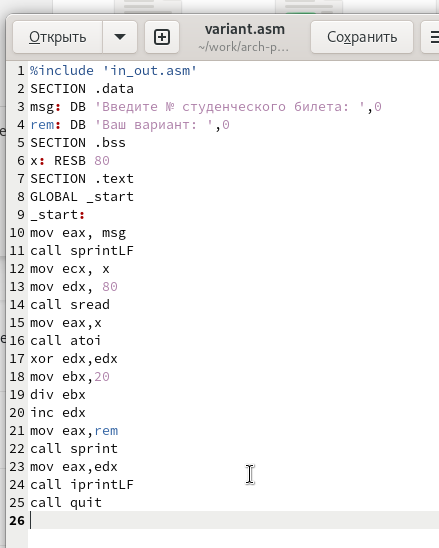 Открыть
variant.asm
~/work/arch-p...
Сохранить
1 %include 'in_out.asm'
2 SECTION .data
3 msg: DB 'Введите № студенческого билета: ',0
4 rem: DB 'Ваш вариант: ',0
5 SECTION .bss
6 x: RESB 80
7 SECTION .text
8 GLOBAL _start
9 _start:
10 mov eax, msg
11 call sprintLF
12 mov ecx, x
13 mov edx, 80
14 call sread
15 mov eax,x
16 call atoi
17 xor edx,edx
18 mov ebx,20
19 div ebx
20 inc edx
21 mov eax,rem
22 call sprint
23 mov eax,edx
24 call iprintLF
25 call quit
26